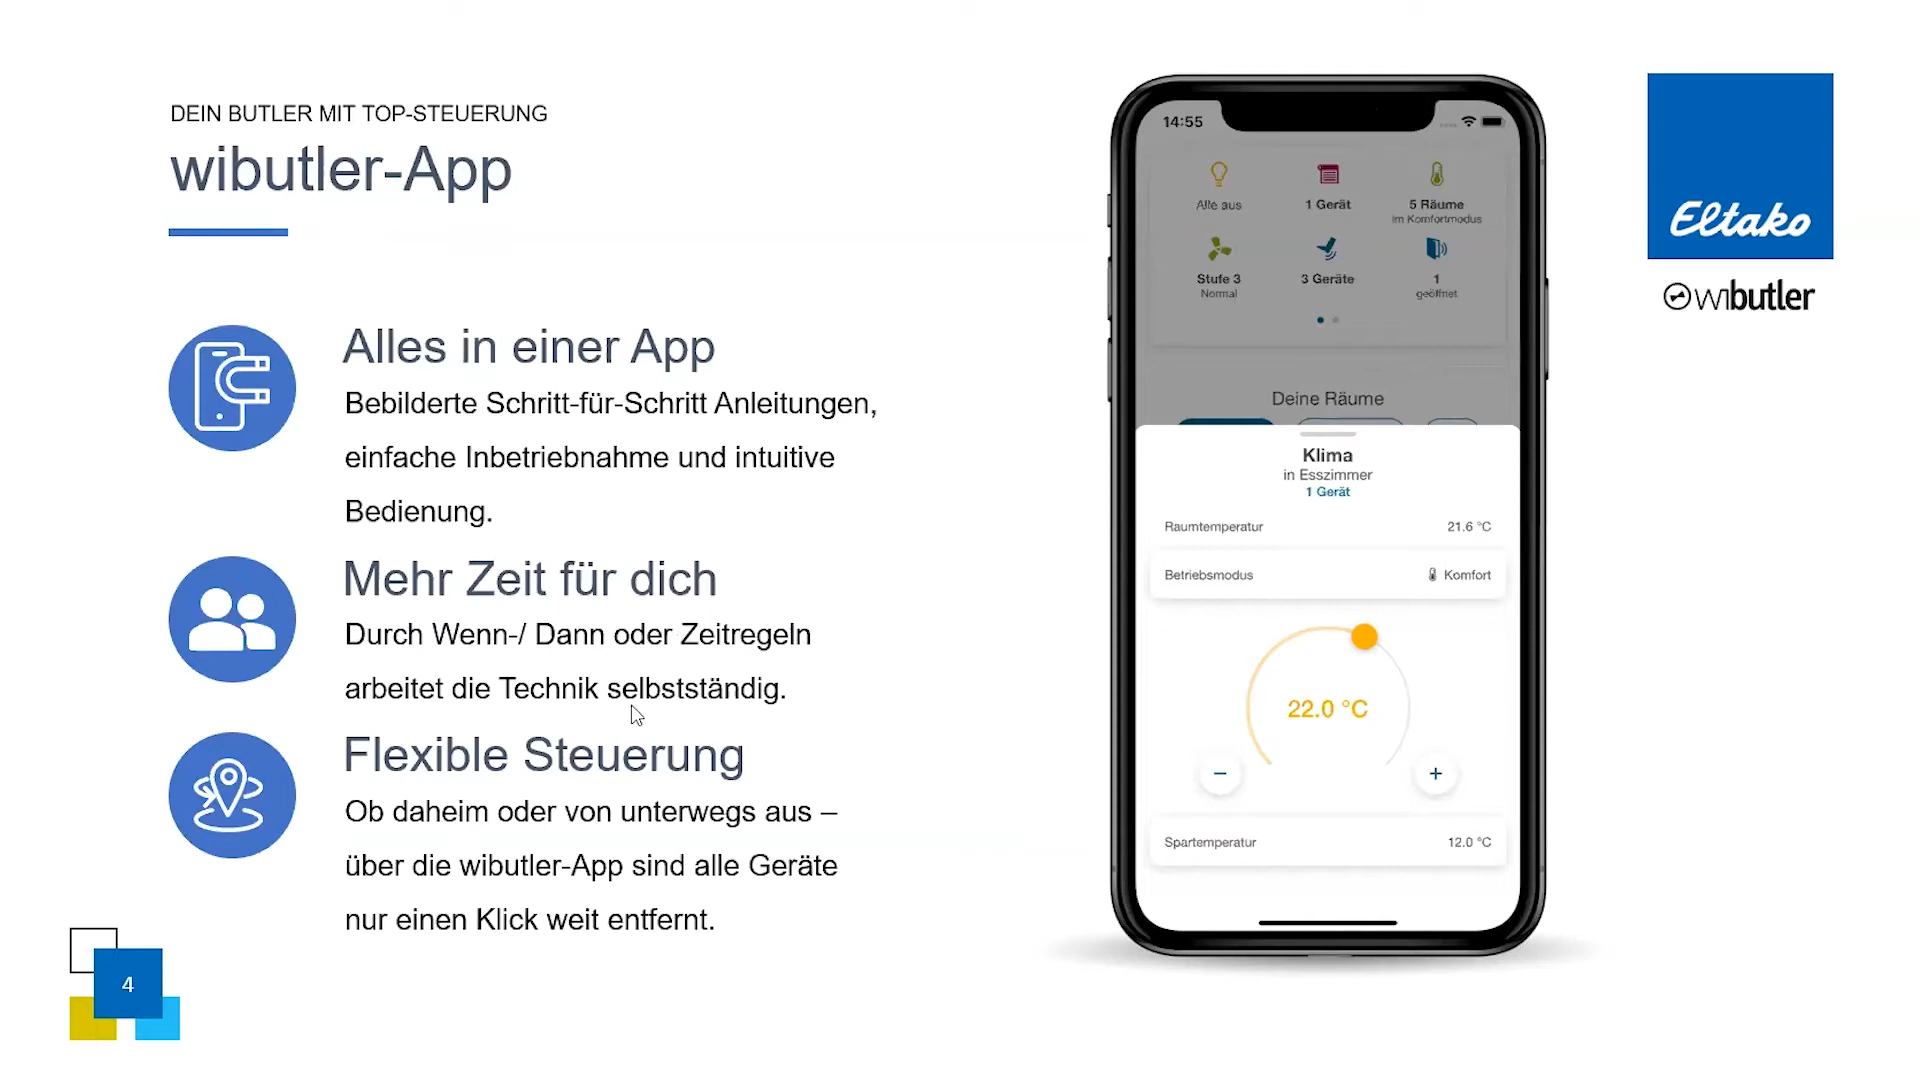 DEIN BUTLER MIT TOP-STEUERUNG
wibutler-App
Alles in einer App
Bebilderte Schritt-für-Schritt Anleitungen,
einfache Inbetriebnahme und intuitive
Bedienung.
Mehr Zeit für dich
Durch Wenn-/ Dann oder Zeitregeln
arbeitet die Technik selbstständig.
Flexible Steuerung
Ob daheim oder von unterwegs aus –
über die wibutler-App sind alle Geräte
nur einen Klick weit entfernt.
4
14:55
Alle aus
1 Gerät
5 Räume
im Komfortmodus
Stufe 3
Normal
3 Geräte
1
geöffnet
Deine Räume
Klima
in Esszimmer
1 Gerät
Raumtemperatur 21.6 °C
Betriebsmodus Komfort
22.0 °C
− +
Spartemperatur 12.0 °C
Eltako
wibutler